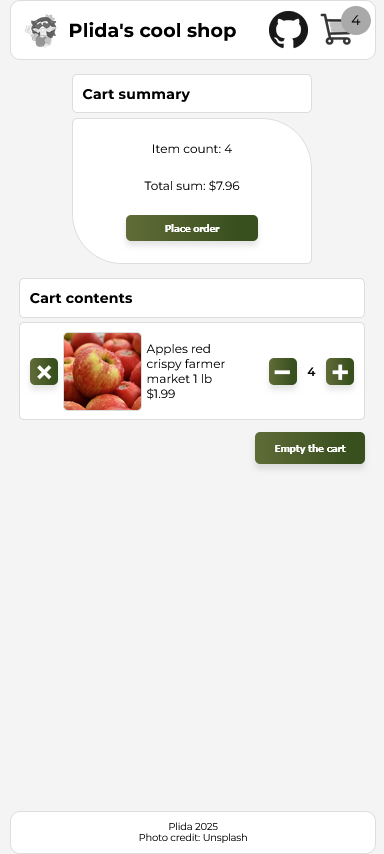 Plida's cool shop
4
Cart summary
Item count: 4
Total sum: $7.96
Place order
Cart contents
Apples red
crispy farmer
market 1 lb
$1.99
4
Empty the cart
Plida 2025
Photo credit: Unsplash